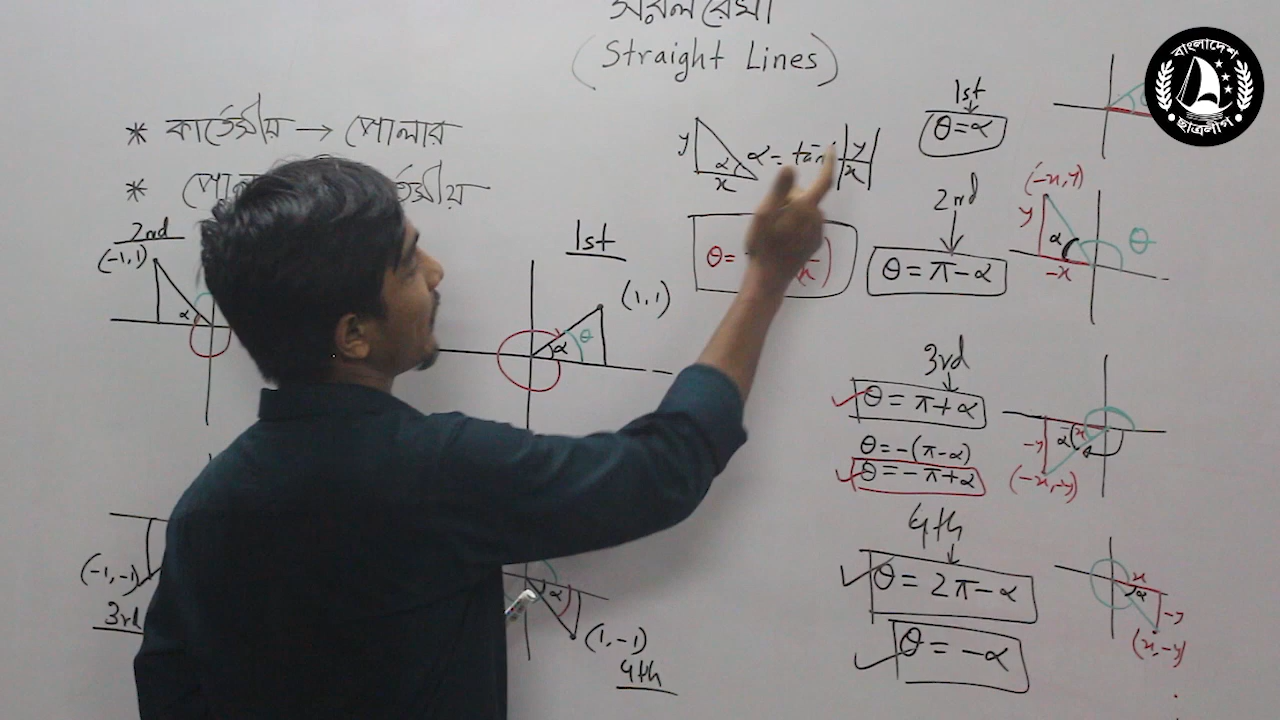 সরলরেখা
(Straight Lines)
* কার্তেসীয় → পোলার
* পোলা র্তেসীয়
2nd
(-1,1)
α
1st
(1,1)
α θ
(-1,-1)
3rd
α
(1,-1)
4th
y
α
x
α = tan⁻¹ |y/x|
θ =
x)
1st
θ = α
2nd
θ = π - α
(-x,y)
y
α
θ
-x
3rd
θ = π + α
θ = -(π - α)
θ = -π + α
-x
α
-y
(-x,-y)
4th
θ = 2π - α
θ = -α
x
α
-y
(x,-y)
বাংলাদেশ
ছাত্রলীগ